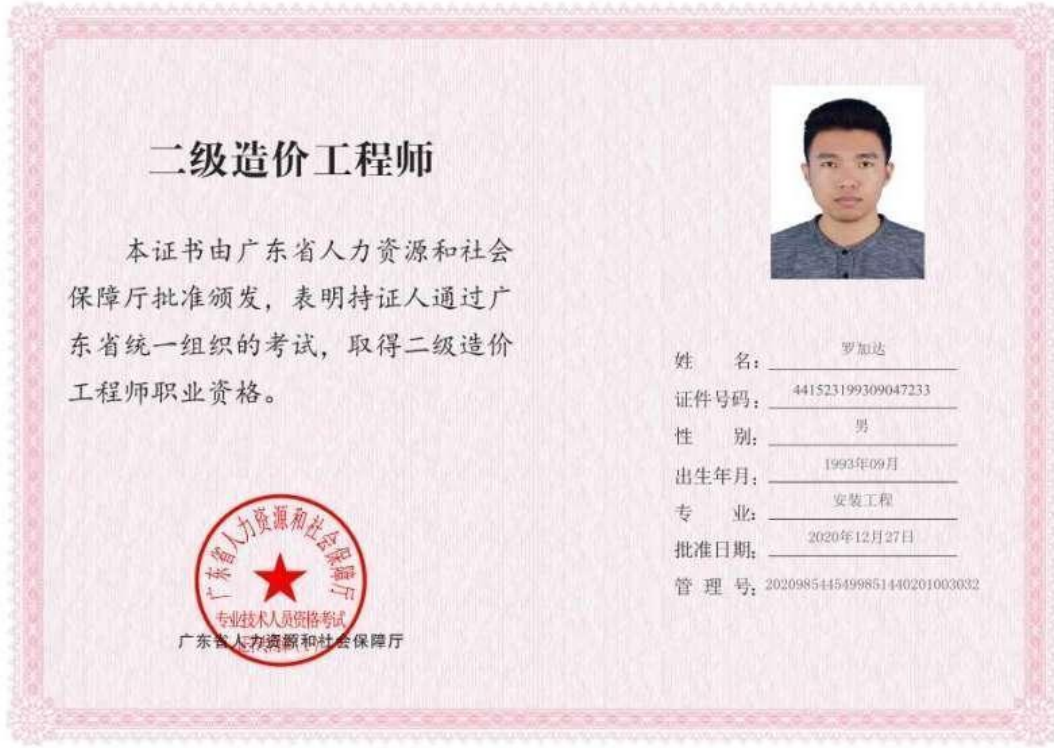 二级造价工程师
本证书由广东省人力资源和社会
保障厅批准颁发，表明持证人通过广
东省统一组织的考试，取得二级造价
工程师职业资格。
广东省人力资源和社会保障厅
专业技术人员资格考试
广东省人力资源和社会保障厅
姓名：罗加达
证件号码：441523199309047233
性别：男
出生年月：1993年09月
专业：安装工程
批准日期：2020年12月27日
管理号：2020985445499851440201003032